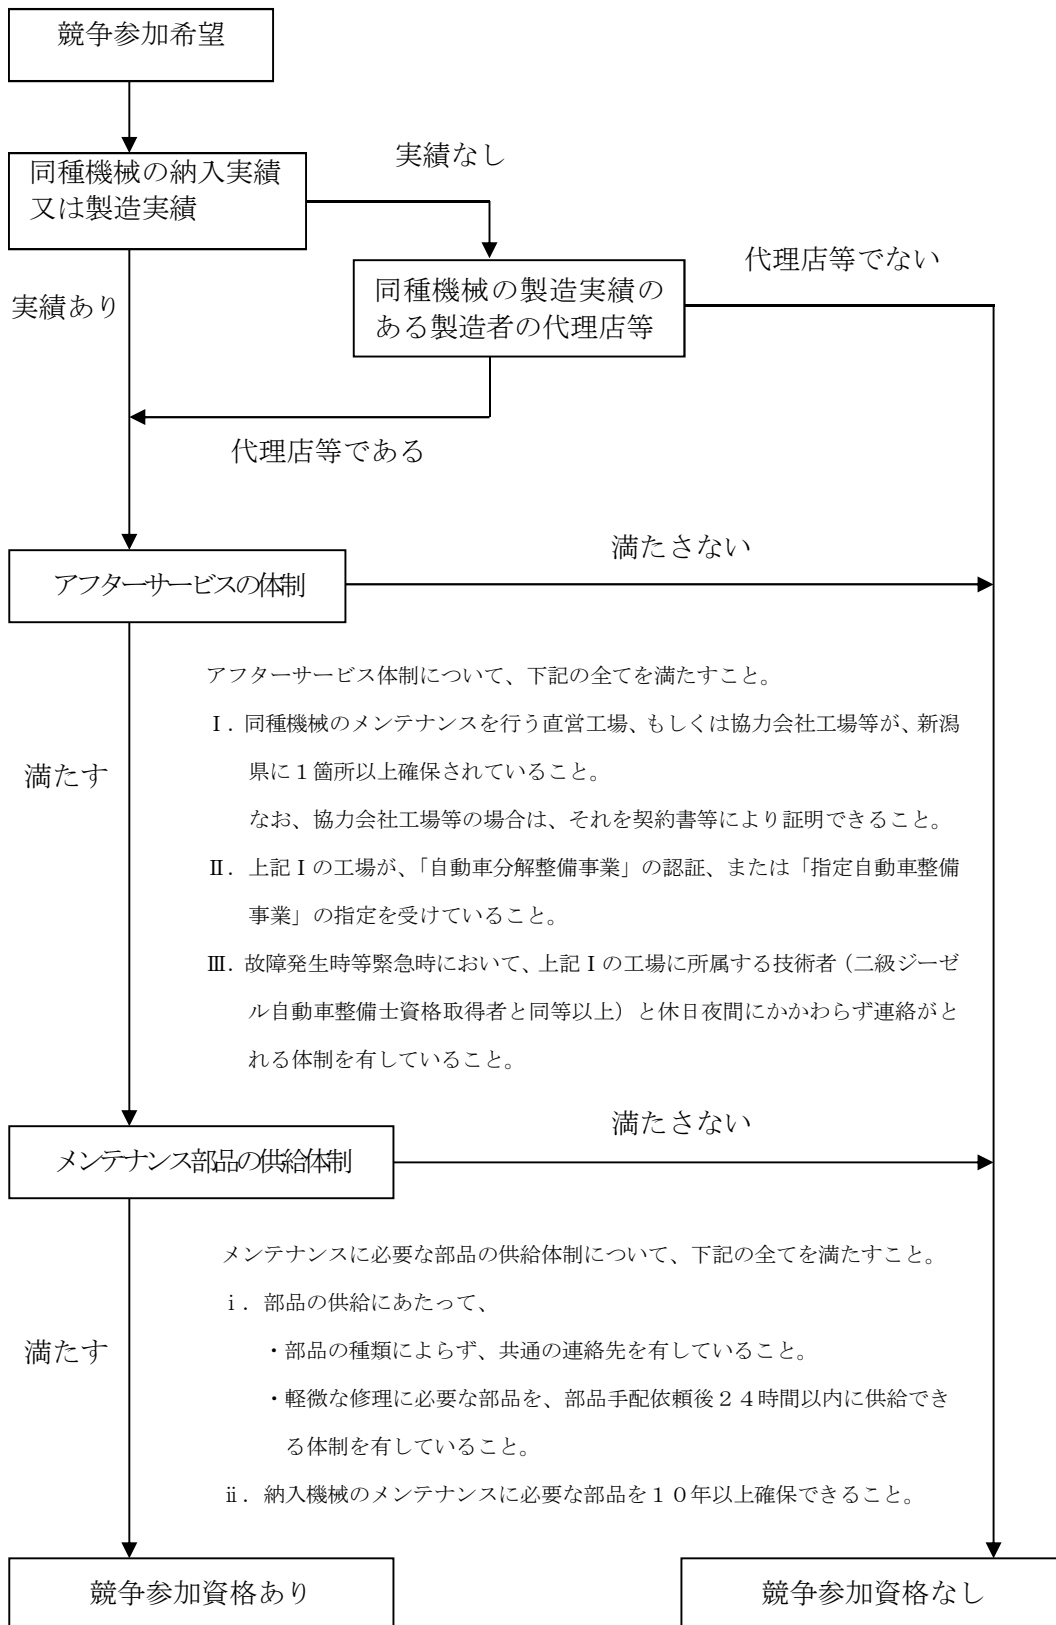 競争参加希望
実績なし
同種機械の納入実績
又は製造実績
代理店等でない
同種機械の製造実績の
ある製造者の代理店等
実績あり
代理店等である
満たさない
アフターサービスの体制
アフターサービス体制について、下記の全てを満たすこと。
Ⅰ．同種機械のメンテナンスを行う直営工場、もしくは協力会社工場等が、新潟
県に１箇所以上確保されていること。
満たす
なお、協力会社工場等の場合は、それを契約書等により証明できること。
Ⅱ．上記Ⅰの工場が、「自動車分解整備事業」の認証、または「指定自動車整備
事業」の指定を受けていること。
Ⅲ．故障発生時等緊急時において、上記Ⅰの工場に所属する技術者（二級ジーゼ
ル自動車整備士資格取得者と同等以上）と休日夜間にかかわらず連絡がと
れる体制を有していること。
満たさない
メンテナンス部品の供給体制
メンテナンスに必要な部品の供給体制について、下記の全てを満たすこと。
ⅰ．部品の供給にあたって、
満たす
・部品の種類によらず、共通の連絡先を有していること。
・軽微な修理に必要な部品を、部品手配依頼後２４時間以内に供給でき
る体制を有していること。
ⅱ．納入機械のメンテナンスに必要な部品を１０年以上確保できること。
競争参加資格あり
競争参加資格なし